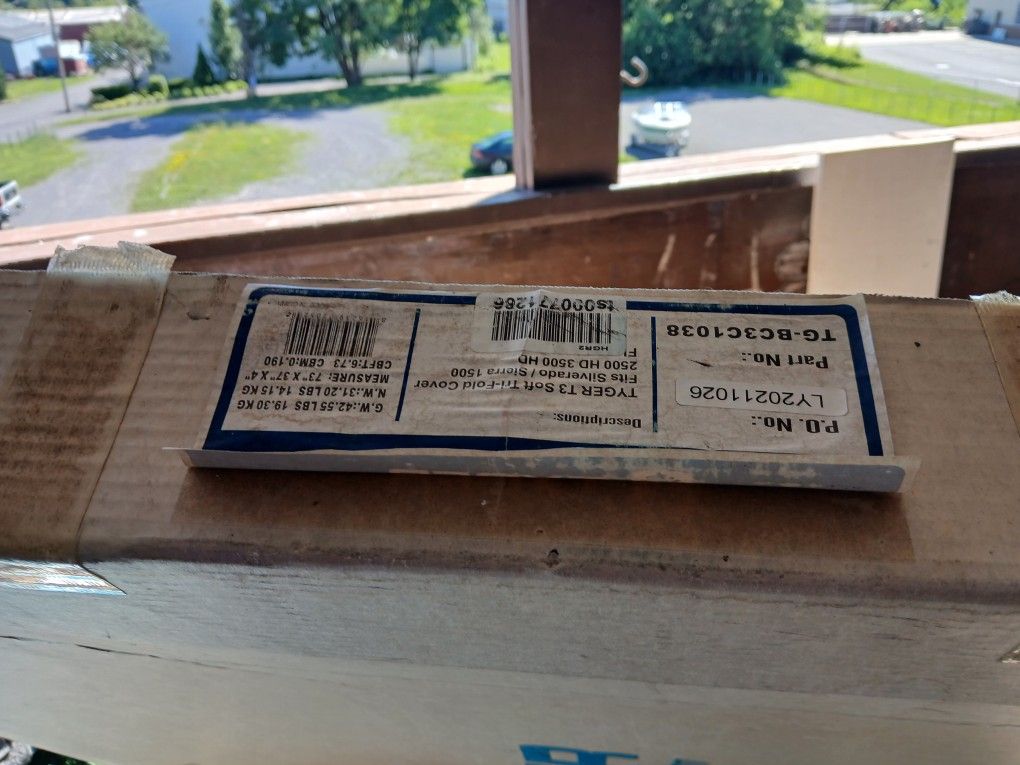 P.O. No.:
LY20211026
Part No.:
TG-BC3C1038
Descriptions:
TYGER T3 Soft Tri-Fold Cover
Fits Silverado / Sierra 1500
2500 HD 3500 HD
HGR2
ts000771286
G.W.:42.55 LBS 19.30 KG
N.W.:31.20 LBS 14.15 KG
MEASURE: 73" X 37" X 4"
CBFT:6.73 CBM:0.190